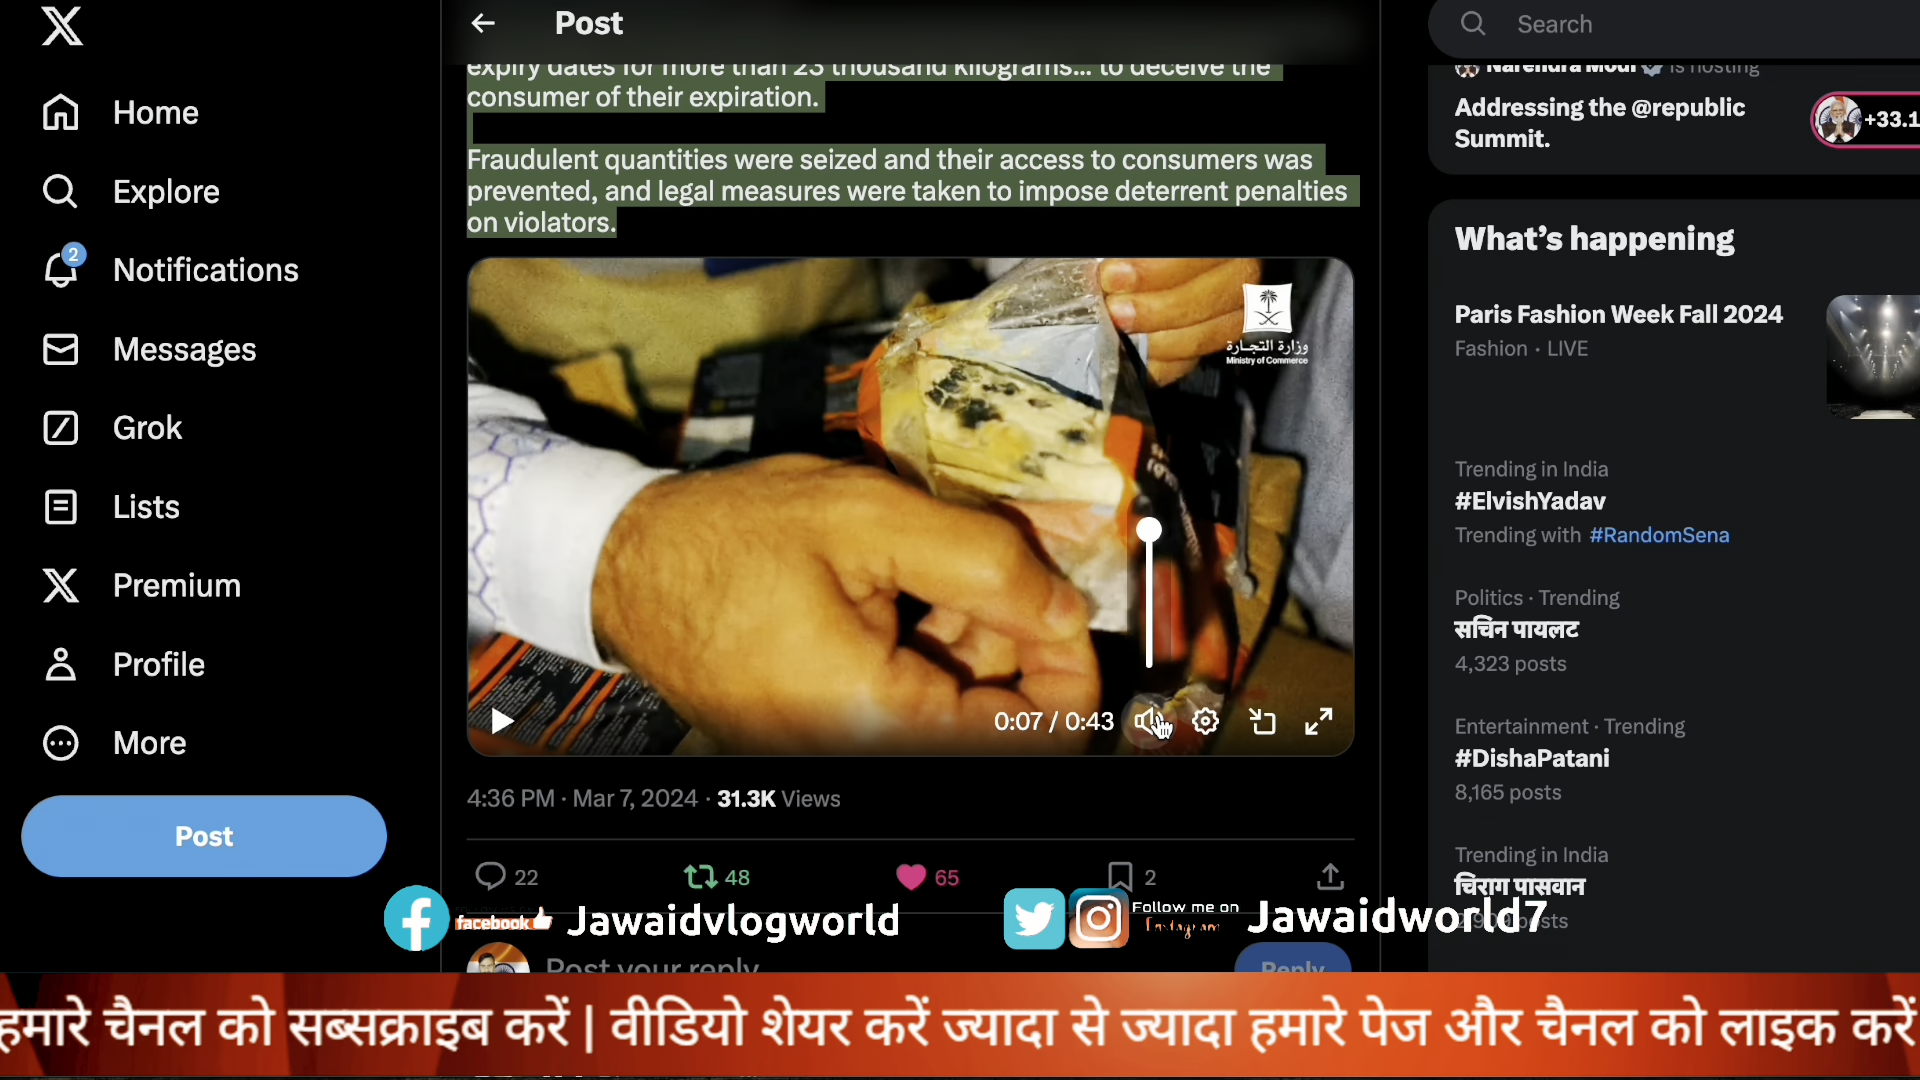 Post
Search
expiry dates for more than 23 thousand kilograms... to deceive the
consumer of their expiration.
Fraudulent quantities were seized and their access to consumers was
prevented, and legal measures were taken to impose deterrent penalties
on violators.
Home
Explore
2
Notifications
Messages
Grok
Lists
Premium
Profile
More
Post
وزارة التجارة
Ministry of Commerce
0:07 / 0:43
4:36 PM · Mar 7, 2024 · 31.3K Views
22
48
65
2
Post your reply
Reply
Narendra Modi is hosting
Addressing the @republic
Summit.
+33.1
What's happening
Paris Fashion Week Fall 2024
Fashion · LIVE
Trending in India
#ElvishYadav
Trending with #RandomSena
Politics · Trending
सचिन पायलट
4,323 posts
Entertainment · Trending
#DishaPatani
8,165 posts
Trending in India
चिराग पासवान
facebook Jawaidvlogworld
Follow me on
Instagram
Jawaidworld7
हमारे चैनल को सब्सक्राइब करें | वीडियो शेयर करें ज्यादा से ज्यादा हमारे पेज और चैनल को लाइक करें